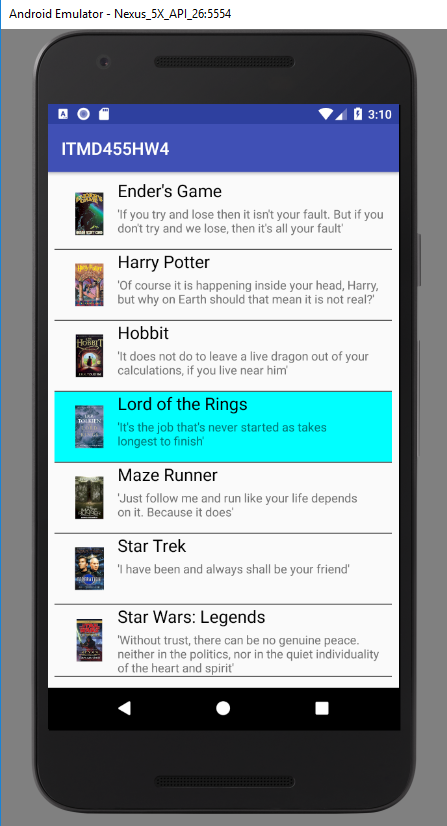 Android Emulator - Nexus_5X_API_26:5554
A
3:10
ITMD455HW4
Ender's Game
'If you try and lose then it isn't your fault. But if you
don't try and we lose, then it's all your fault'
Harry Potter
'Of course it is happening inside your head, Harry,
but why on Earth should that mean it is not real?'
Hobbit
'It does not do to leave a live dragon out of your
calculations, if you live near him'
Lord of the Rings
'It's the job that's never started as takes
longest to finish'
Maze Runner
'Just follow me and run like your life depends
on it. Because it does'
Star Trek
'I have been and always shall be your friend'
Star Wars: Legends
'Without trust, there can be no genuine peace.
neither in the politics, nor in the quiet individuality
of the heart and spirit'